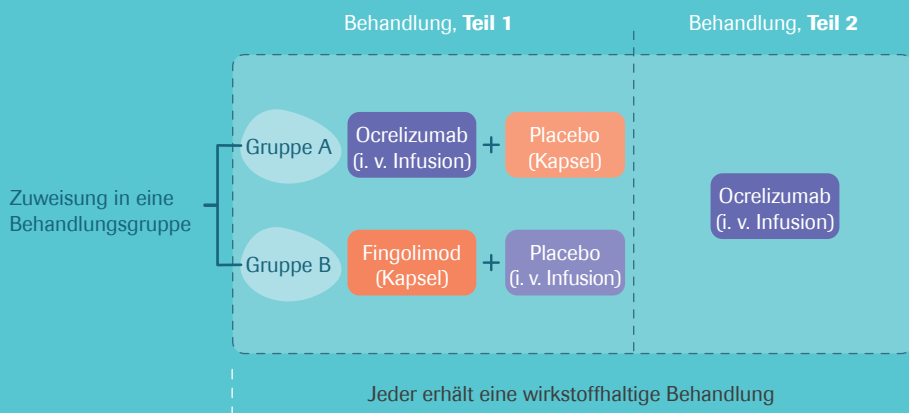 Behandlung, Teil 1
Behandlung, Teil 2
Zuweisung in eine
Behandlungsgruppe
Gruppe A
Ocrelizumab
(i. v. Infusion)
+
Placebo
(Kapsel)
Gruppe B
Fingolimod
(Kapsel)
+
Placebo
(i. v. Infusion)
Ocrelizumab
(i. v. Infusion)
Jeder erhält eine wirkstoffhaltige Behandlung